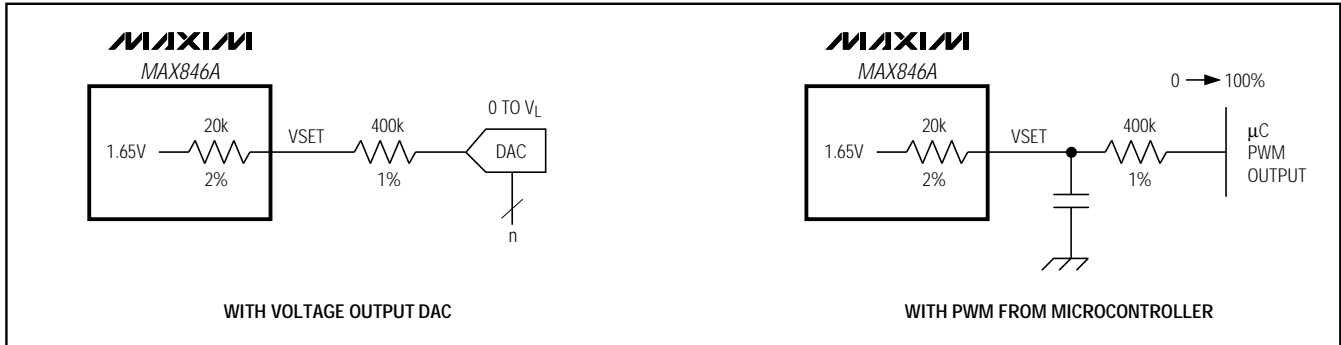 MAXIM
MAX846A
1.65V
20k
2%
VSET
400k
1%
0 TO VL
DAC
n
WITH VOLTAGE OUTPUT DAC
MAXIM
MAX846A
1.65V
20k
2%
VSET
400k
1%
0 → 100%
µC
PWM
OUTPUT
WITH PWM FROM MICROCONTROLLER